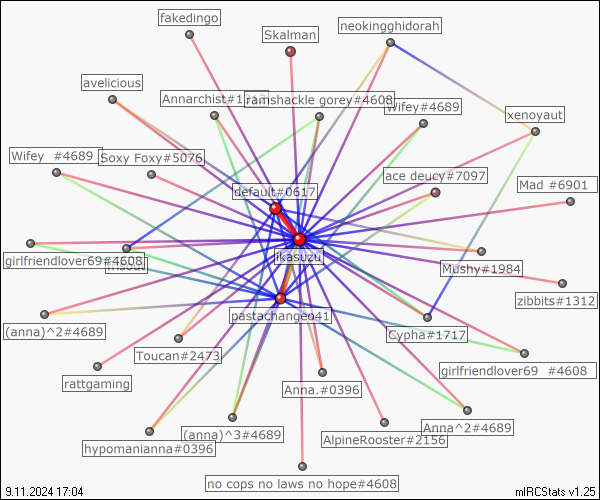 fakedingo
Skalman
neokingghidorah
avelicious
Annarchist#1312
ramshackle gorey#4608
Wifey#4689
xenoyaut
Wifey  #4689
Soxy Foxy#5076
default#0617
ace deucy#7097
Mad #6901
ikasuzu
girlfriendlover69#4608
Mushy#1984
zibbits#1312
pastachangeo41
(anna)^2#4689
Cypha#1717
Toucan#2473
girlfriendlover69  #4608
rattgaming
Anna.#0396
hypomanianna#0396
(anna)^3#4689
AlpineRooster#2156
Anna^2#4689
no cops no laws no hope#4608
9.11.2024 17:04
mIRCStats v1.25